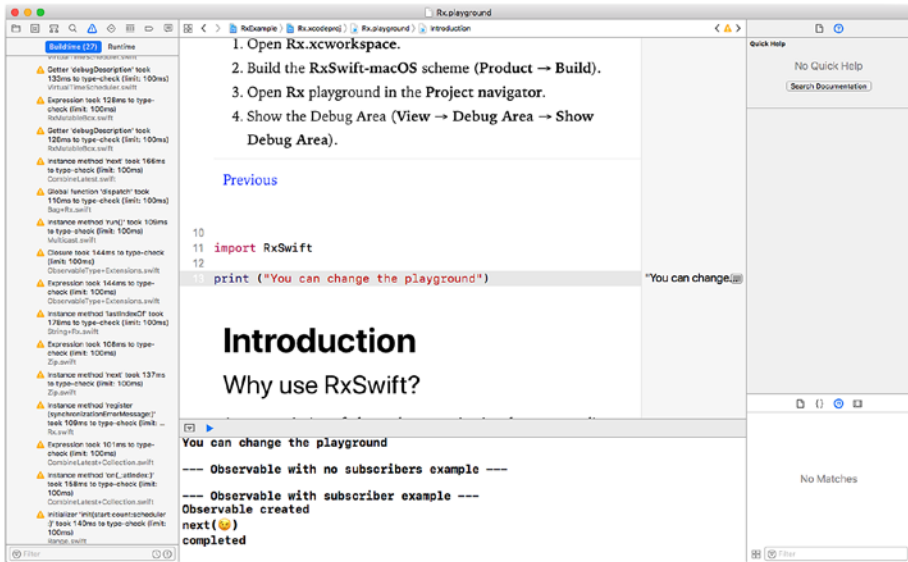 Rx.playground
RxExample
Rx.xcodeproj
Rx.playground
Introduction
Buildtime (27) Runtime
VirtualTimeScheduler.swift
Getter 'debugDescription' took
133ms to type-check (limit: 100ms)
VirtualTimeScheduler.swift
Expression took 128ms to type-
check (limit: 100ms)
RxMutableBox.swift
Getter 'debugDescription' took
128ms to type-check (limit: 100ms)
RxMutableBox.swift
Instance method 'next' took 166ms
to type-check (limit: 100ms)
CombineLatest.swift
Global function 'dispatch' took
110ms to type-check (limit: 100ms)
Bag+Rx.swift
Instance method 'run()' took 109ms
to type-check (limit: 100ms)
Multicast.swift
Closure took 144ms to type-check
(limit: 100ms)
ObservableType+Extensions.swift
Expression took 144ms to type-
check (limit: 100ms)
ObservableType+Extensions.swift
Instance method 'lastIndexOf' took
178ms to type-check (limit: 100ms)
String+Rx.swift
Expression took 108ms to type-
check (limit: 100ms)
Zip.swift
Instance method 'next' took 137ms
to type-check (limit: 100ms)
Zip.swift
Instance method 'register
(synchronizationErrorMessage:)'
took 109ms to type-check (limit: ...
Rx.swift
Expression took 101ms to type-
check (limit: 100ms)
CombineLatest+Collection.swift
Instance method 'on(_:atIndex:)'
took 158ms to type-check (limit:
100ms)
CombineLatest+Collection.swift
Initializer 'init(start:count:scheduler
:)' took 140ms to type-check (limit:
100ms)
Range.swift
Filter
1. Open Rx.xcworkspace.
2. Build the RxSwift-macOS scheme (Product → Build).
3. Open Rx playground in the Project navigator.
4. Show the Debug Area (View → Debug Area → Show
Debug Area).
Previous
10
11 import RxSwift
12
13 print ("You can change the playground")
"You can change...
Introduction
Why use RxSwift?
You can change the playground
--- Observable with no subscribers example ---
--- Observable with subscriber example ---
Observable created
next(😉)
completed
Quick Help
No Quick Help
Search Documentation
No Matches
Filter